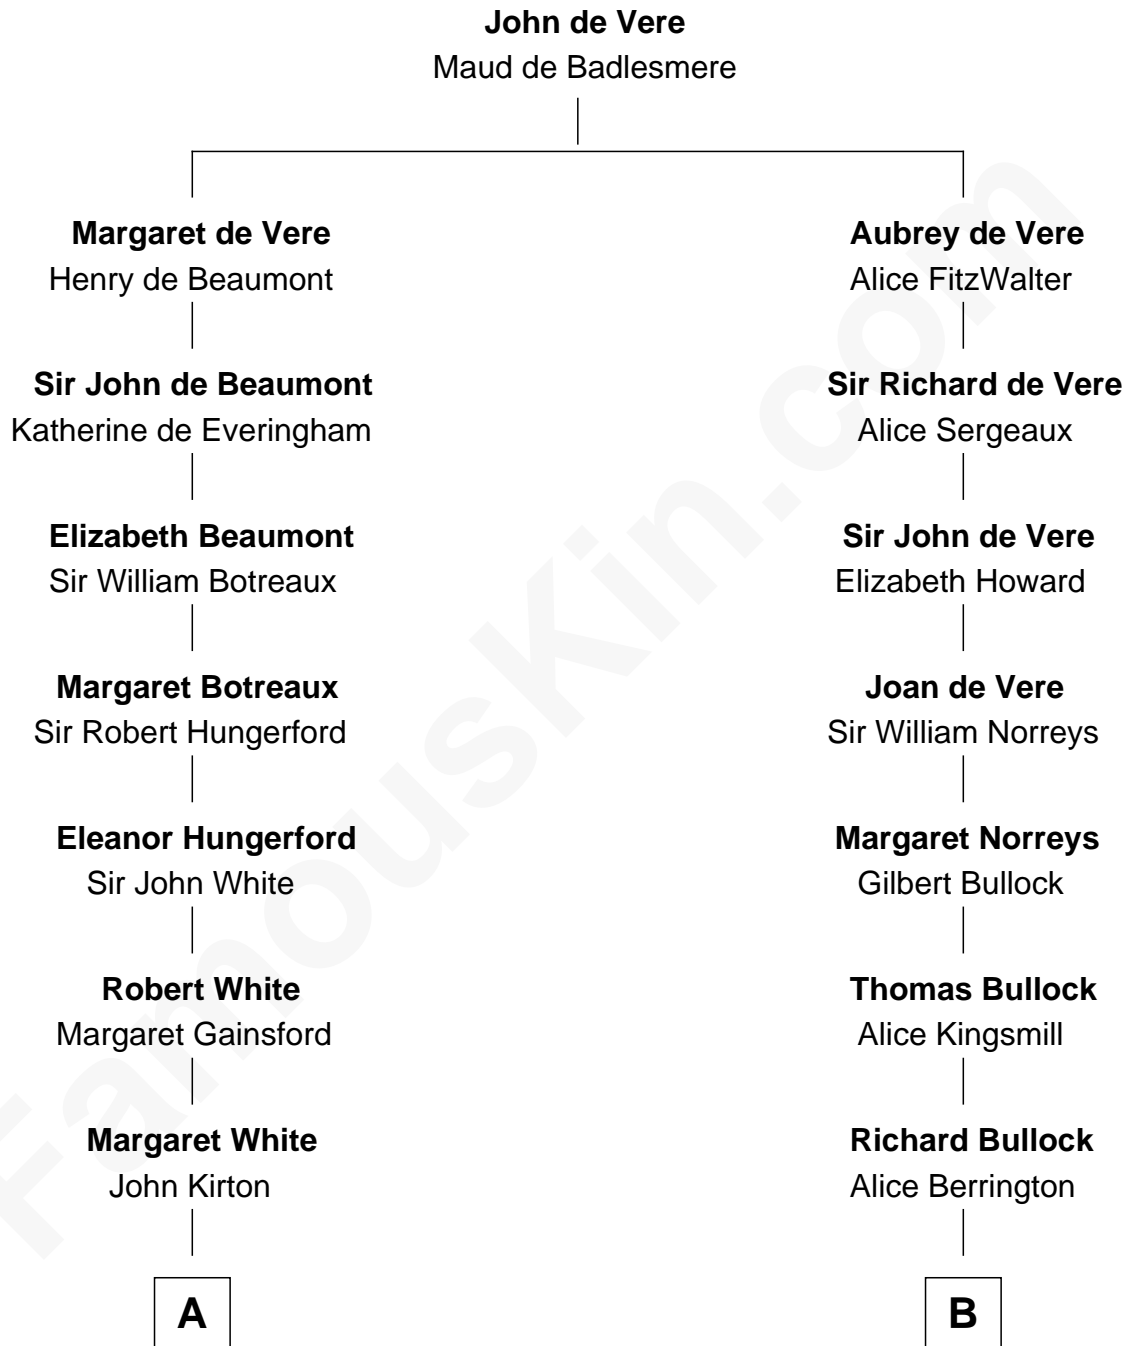 John de Vere
Maud de Badlesmere
Margaret de Vere
Henry de Beaumont
Aubrey de Vere
Alice FitzWalter
Sir John de Beaumont
Katherine de Everingham
Sir Richard de Vere
Alice Sergeaux
Elizabeth Beaumont
Sir William Botreaux
Sir John de Vere
Elizabeth Howard
Margaret Botreaux
Sir Robert Hungerford
Joan de Vere
Sir William Norreys
Eleanor Hungerford
Sir John White
Margaret Norreys
Gilbert Bullock
Robert White
Margaret Gainsford
Thomas Bullock
Alice Kingsmill
Margaret White
John Kirton
Richard Bullock
Alice Berrington
A
B
FamousKin.com